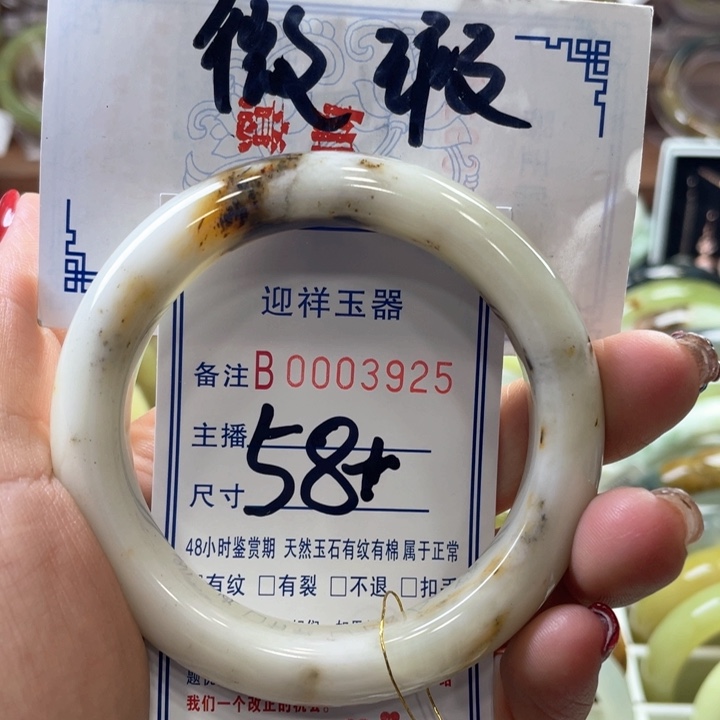 微瑕
迎祥玉器
备注 B 0003925
主播
尺寸 58+
48小时鉴赏期 天然玉石有纹有棉 属于正常
有纹 □有裂 □不退 □扣手
我们一个改正的机会。